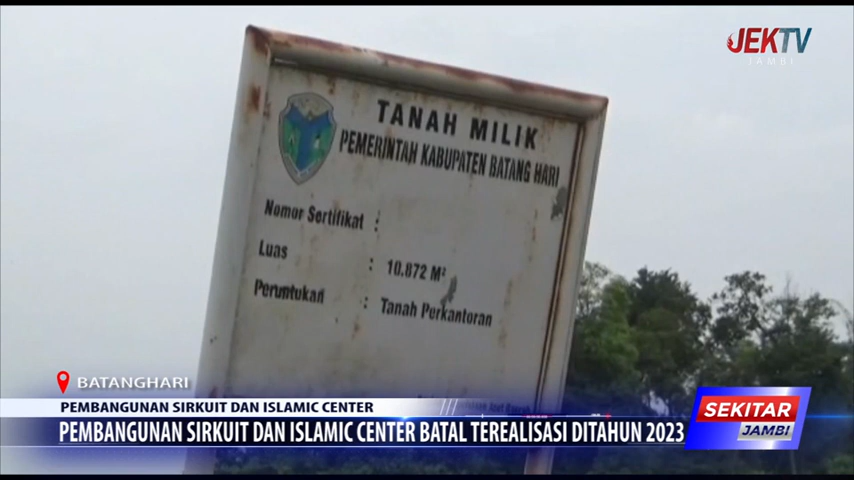 JEKTV
JAMBI
TANAH MILIK
PEMERINTAH KABUPATEN BATANG HARI
Nomor Sertifikat :
Luas : 10.872 M²
Peruntukan : Tanah Perkantoran
BATANGHARI
PEMBANGUNAN SIRKUIT DAN ISLAMIC CENTER
PEMBANGUNAN SIRKUIT DAN ISLAMIC CENTER BATAL TEREALISASI DITAHUN 2023
SEKITAR
JAMBI